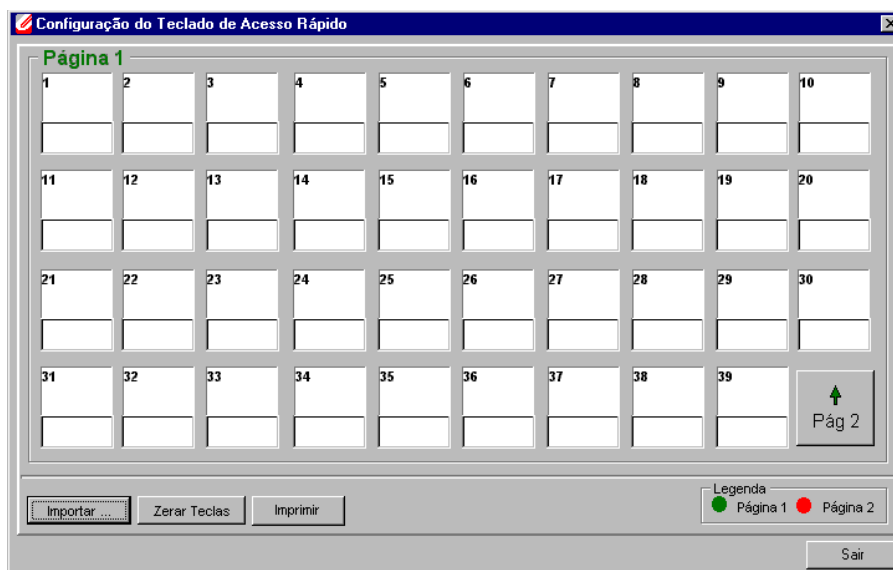 Configuração do Teclado de Acesso Rápido
Página 1
1 2 3 4 5 6 7 8 9 10
11 12 13 14 15 16 17 18 19 20
21 22 23 24 25 26 27 28 29 30
31 32 33 34 35 36 37 38 39
Pág 2
Importar ... Zerar Teclas Imprimir
Legenda
Página 1 Página 2
Sair